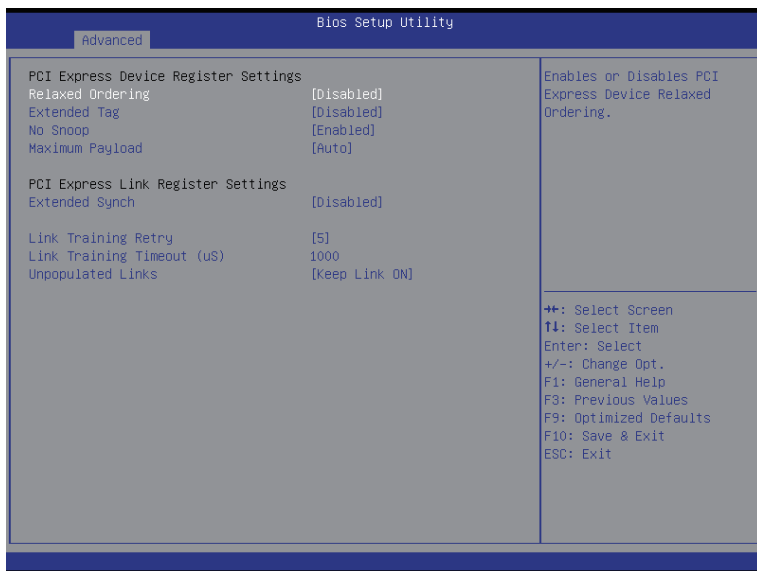 Bios Setup Utility
Advanced
PCI Express Device Register Settings
Relaxed Ordering [Disabled]
Extended Tag [Disabled]
No Snoop [Enabled]
Maximum Payload [Auto]
PCI Express Link Register Settings
Extended Synch [Disabled]
Link Training Retry [5]
Link Training Timeout (uS) 1000
Unpopulated Links [Keep Link ON]
Enables or Disables PCI
Express Device Relaxed
Ordering.
→←: Select Screen
↑↓: Select Item
Enter: Select
+/-: Change Opt.
F1: General Help
F3: Previous Values
F9: Optimized Defaults
F10: Save & Exit
ESC: Exit